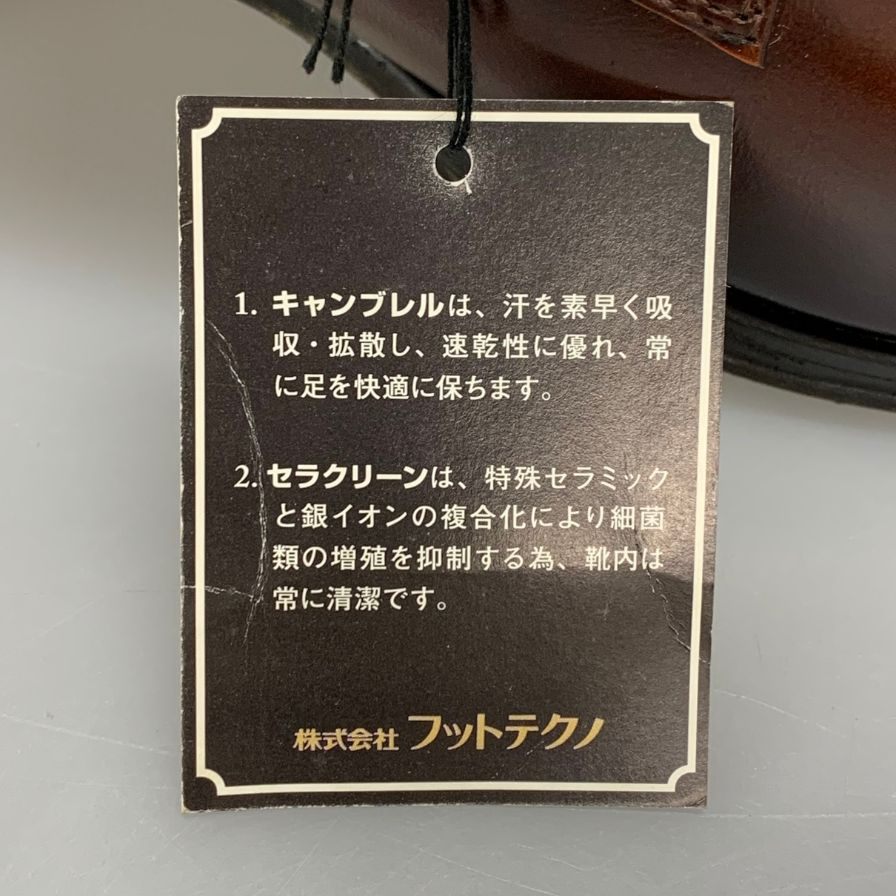 1. キャンブレルは、汗を素早く吸
収・拡散し、速乾性に優れ、常
に足を快適に保ちます。
2. セラクリーンは、特殊セラミック
と銀イオンの複合化により細菌
類の増殖を抑制する為、靴内は
常に清潔です。
株式会社 フットテクノ